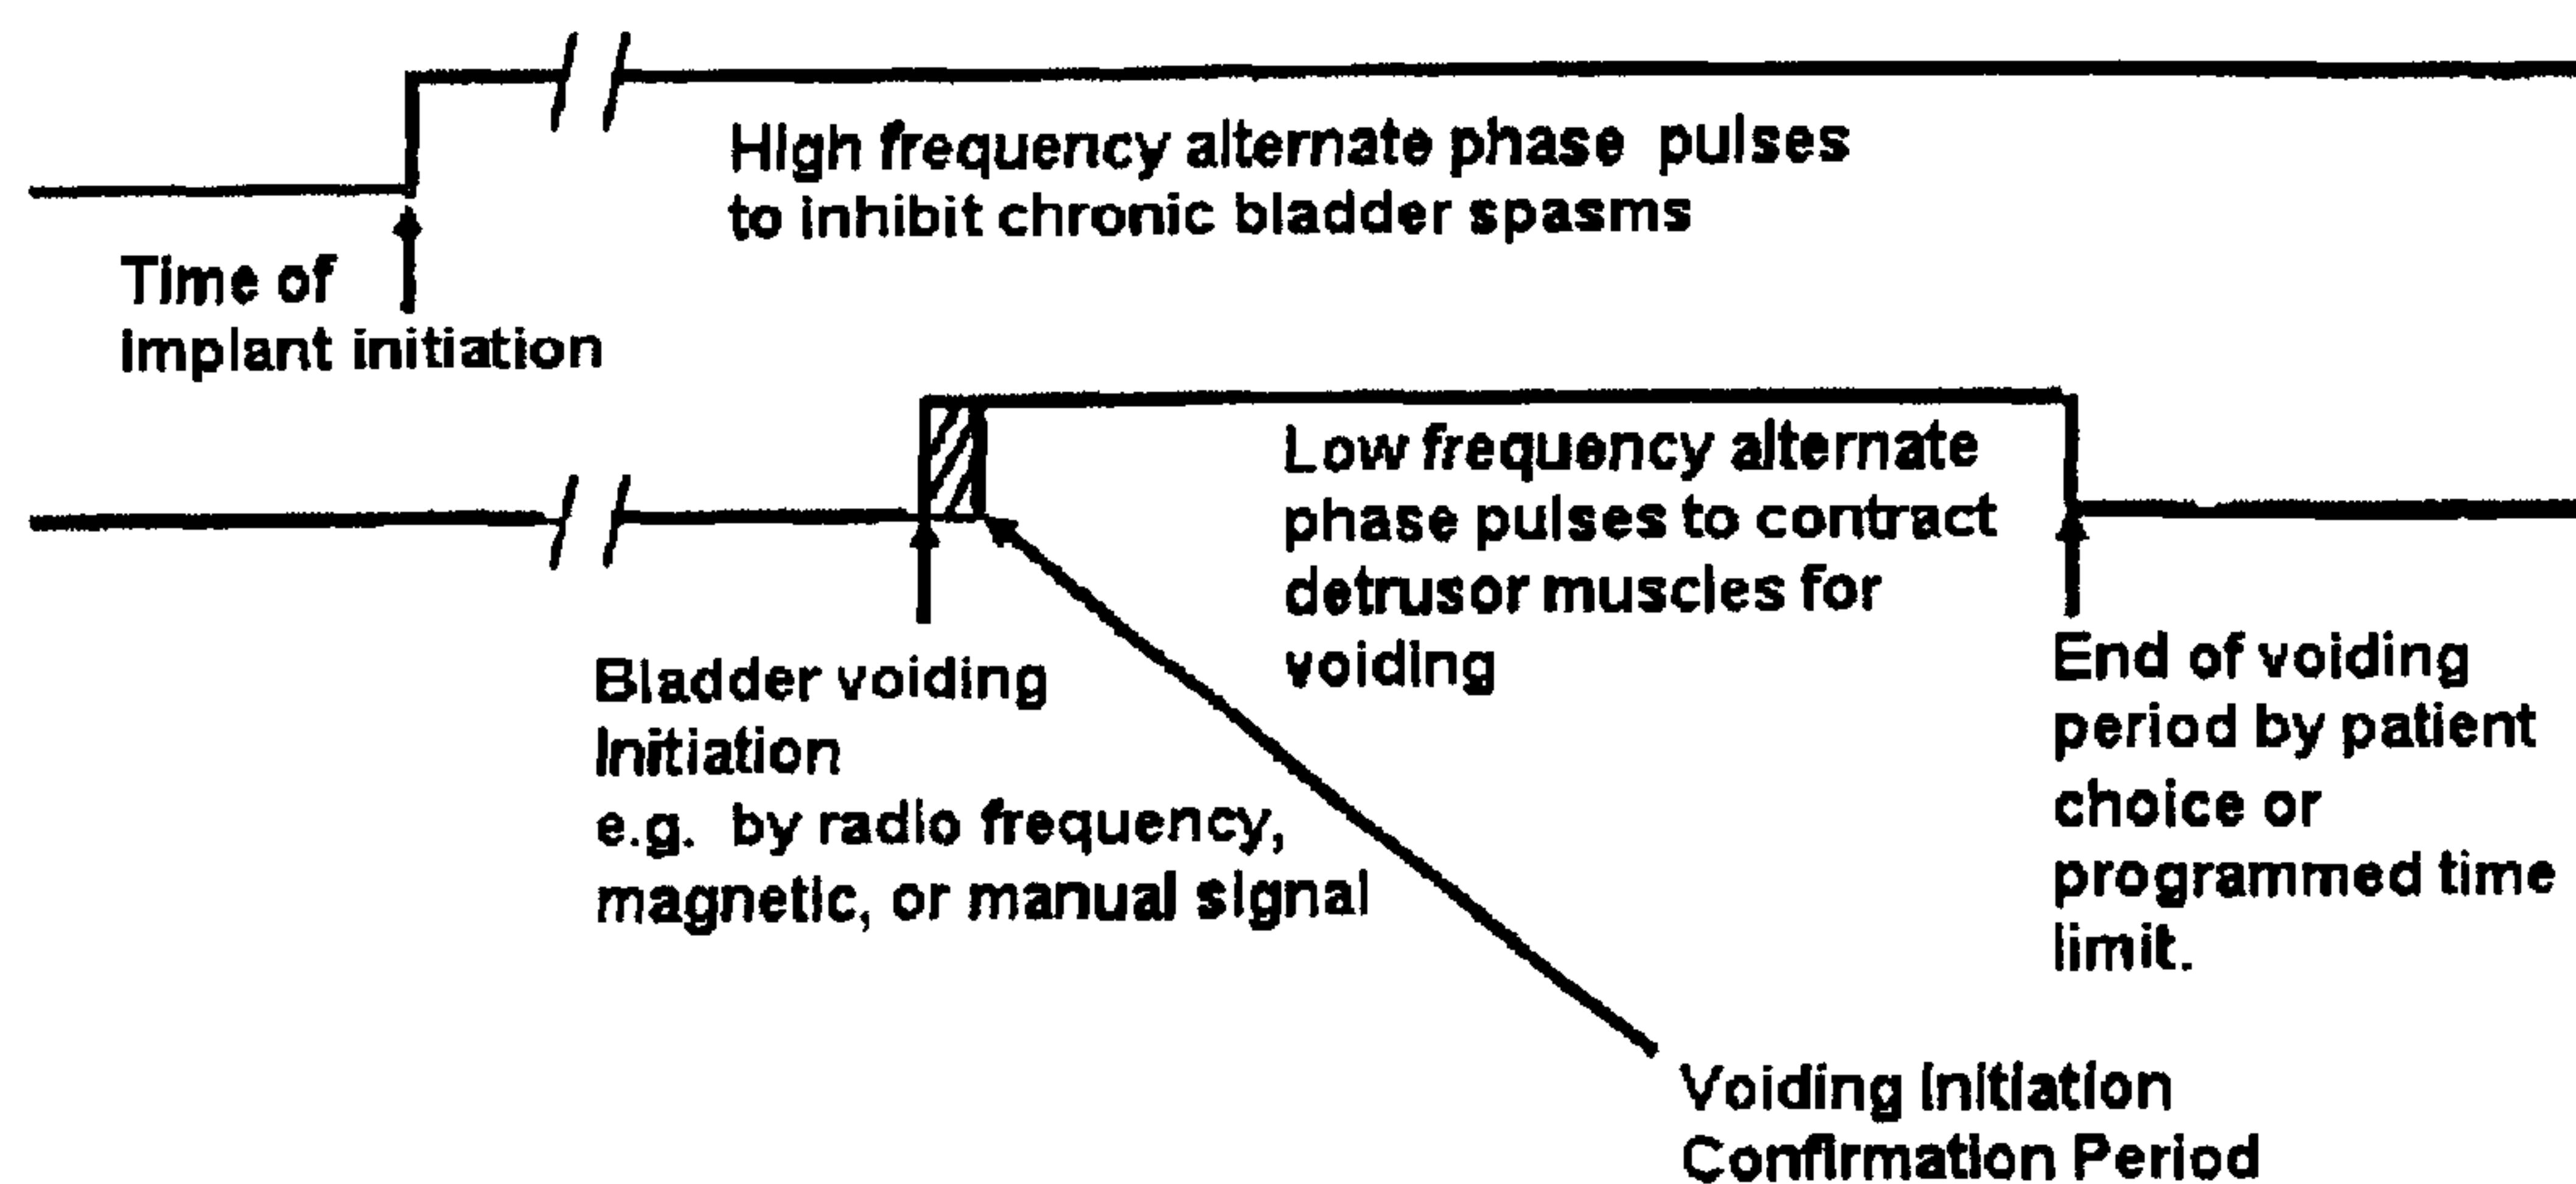 High frequency alternate phase pulses
to inhibit chronic bladder spasms
Time of
implant initiation
Low frequency alternate
phase pulses to contract
detrusor muscles for
voiding
Bladder voiding
Initiation
e.g. by radio frequency,
magnetic, or manual signal
End of voiding
period by patient
choice or
programmed time
limit.
Voiding Initiation
Confirmation Period